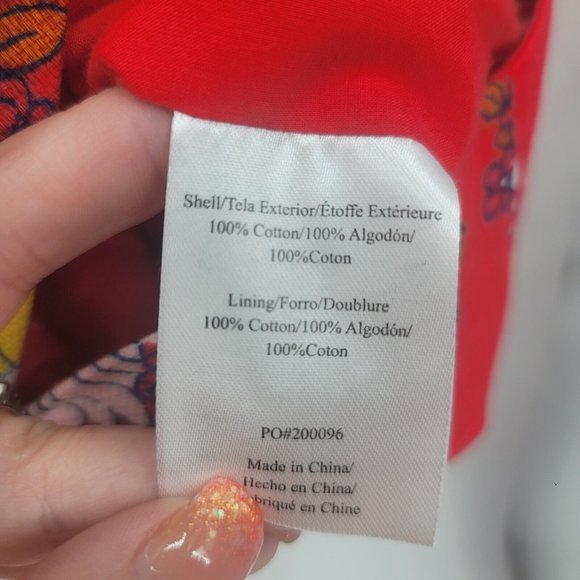 Shell/Tela Exterior/Étoffe Extérieure
100% Cotton/100% Algodón/
100%Coton
Lining/Forro/Doublure
100% Cotton/100% Algodón/
100%Coton
PO#200096
Made in China/
Hecho en China/
briqué en Chine